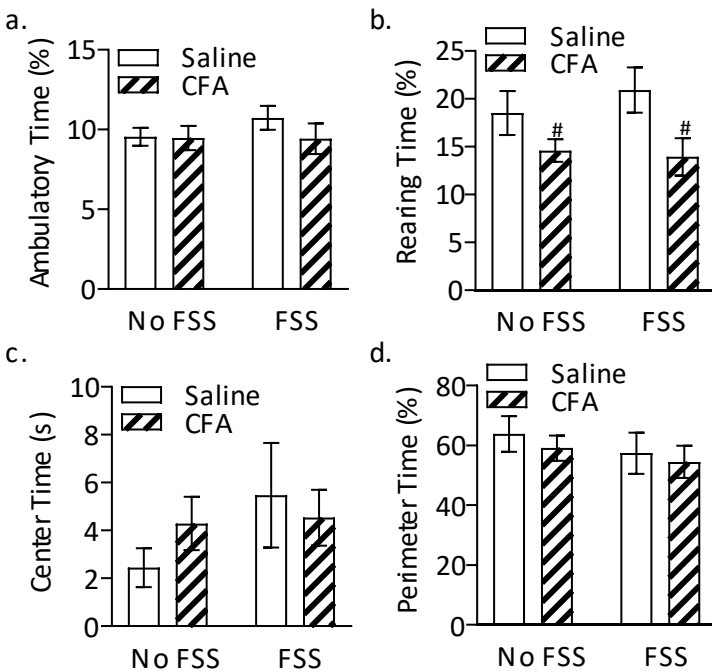 a.
Ambulatory Time (%)
15
10
5
0
Saline
CFA
No FSS
FSS
b.
Rearing Time (%)
25
20
15
10
5
0
Saline
CFA
#
#
No FSS
FSS
c.
Center Time (s)
10
8
6
4
2
0
Saline
CFA
No FSS
FSS
d.
Perimeter Time (%)
80
60
40
20
0
Saline
CFA
No FSS
FSS